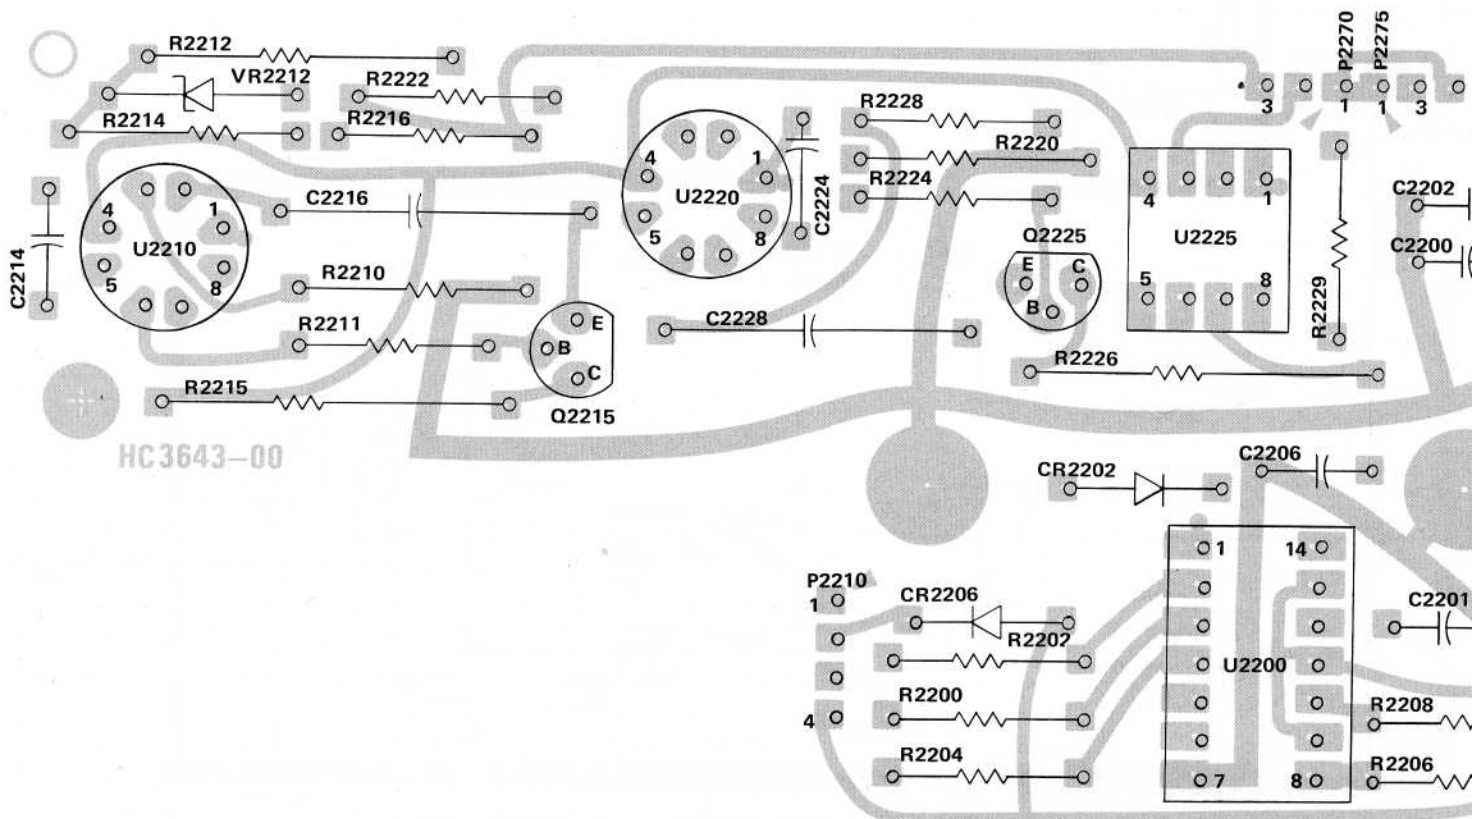 R2212
VR2212
R2222
R2214
R2216
C2216
C2214
4
1
U2210
5
8
R2210
R2211
R2215
E
B
C
Q2215
HC3643-00
4
1
U2220
5
8
C2224
R2228
R2220
R2224
C2228
Q2225
E
C
B
R2226
4
1
U2225
5
8
R2229
P2270
P2275
3
1
1
3
C2202
C2200
CR2202
C2206
P2210
1
4
CR2206
R2202
R2200
R2204
1
14
U2200
7
8
C2201
R2208
R2206